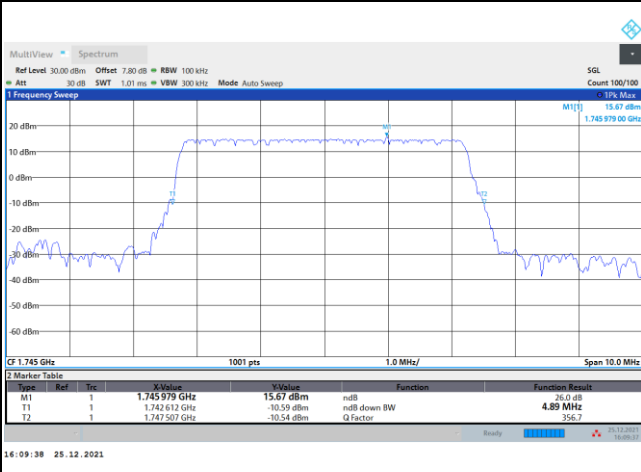 MultiView Spectrum
Ref Level 30.00 dBm Offset 7.80 dB RBW 100 kHz SGL
Att 30 dB SWT 1.01 ms VBW 300 kHz Mode Auto Sweep Count 100/100
1 Frequency Sweep 1Pk Max
M1[1] 15.67 dBm
1.745 979 00 GHz
M1
20 dBm
10 dBm
0 dBm
T1 T2
-10 dBm
-20 dBm
-30 dBm
-40 dBm
-50 dBm
-60 dBm
CF 1.745 GHz 1001 pts 1.0 MHz/ Span 10.0 MHz
2 Marker Table
Type Ref Trc X-Value Y-Value Function Function Result
M1 1 1.745 979 GHz 15.67 dBm ndB 26.0 dB
T1 1 1.742 612 GHz -10.59 dBm ndB down BW 4.89 MHz
T2 1 1.747 507 GHz -10.54 dBm Q Factor 356.7
Ready 25.12.2021
16:09:37
16:09:38 25.12.2021